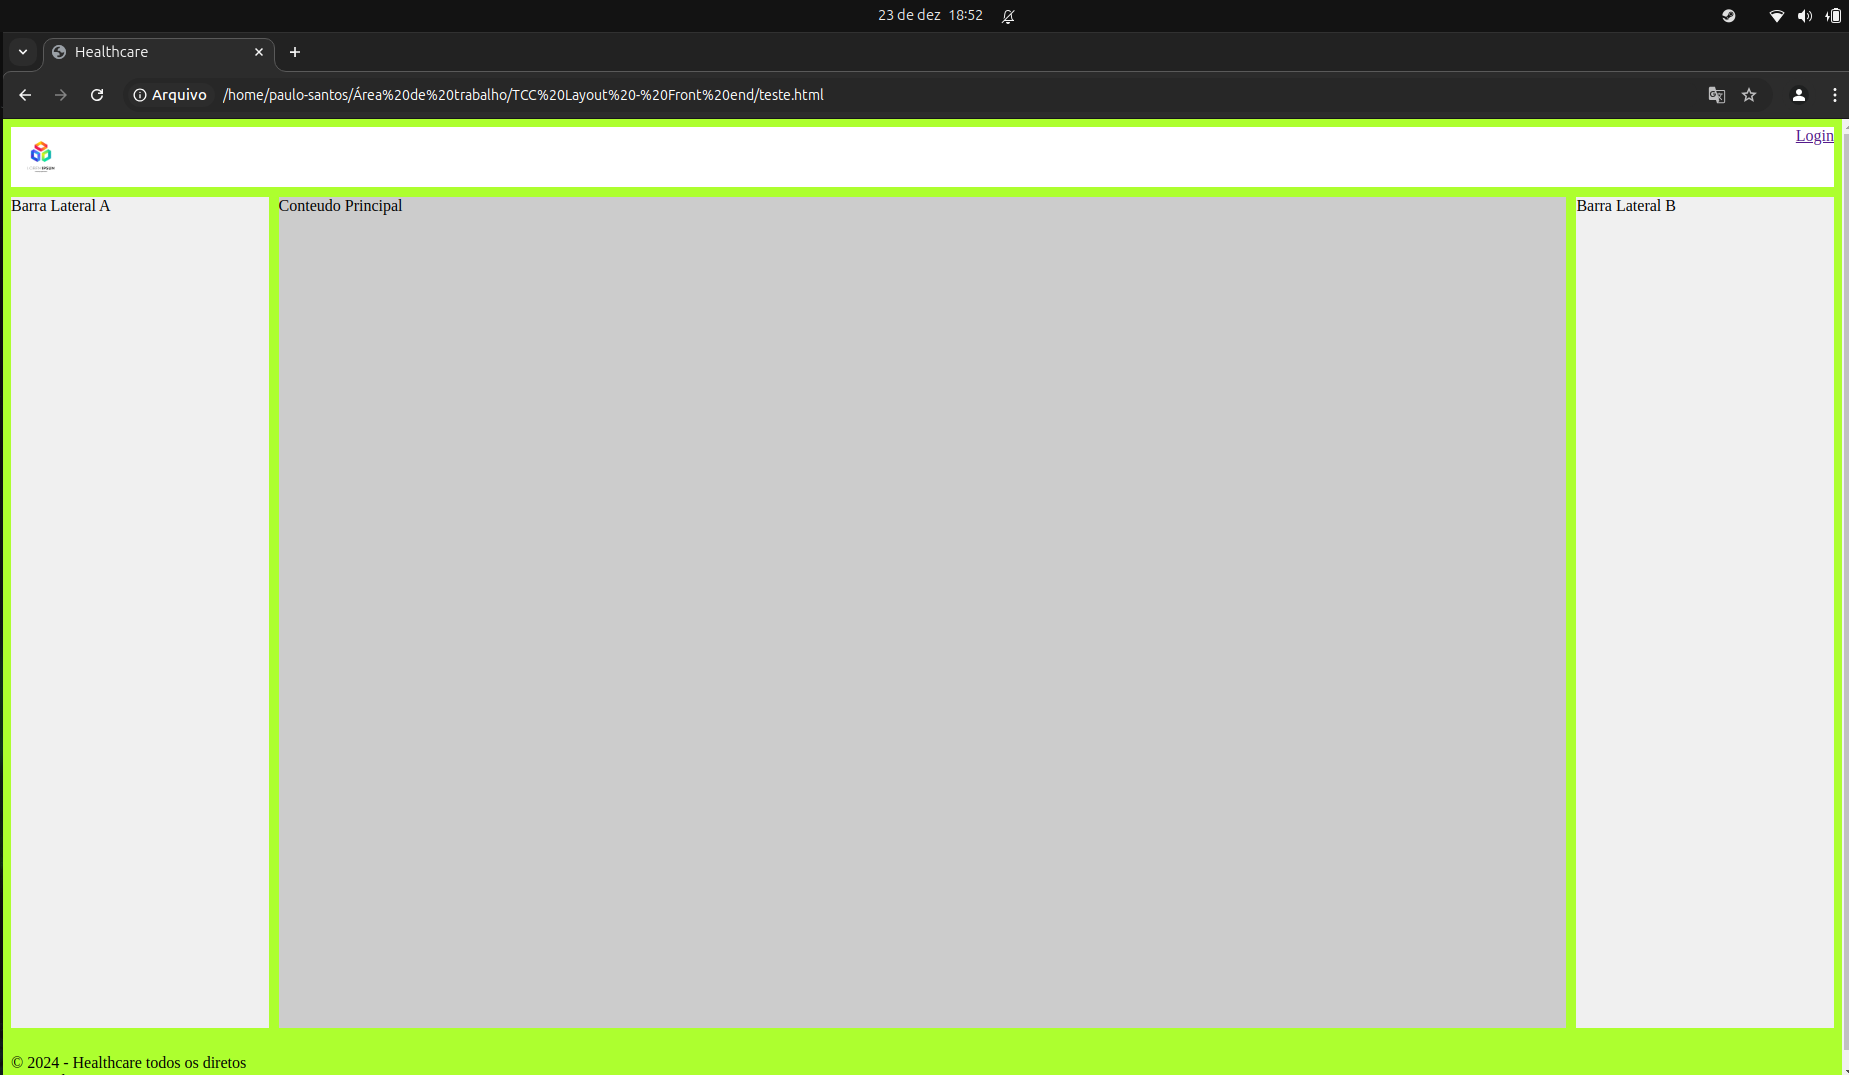 23 de dez 18:52
Healthcare
Arquivo /home/paulo-santos/Área%20de%20trabalho/TCC%20Layout%20-%20Front%20end/teste.html
Login
Barra Lateral A
Conteudo Principal
Barra Lateral B
© 2024 - Healthcare todos os diretos